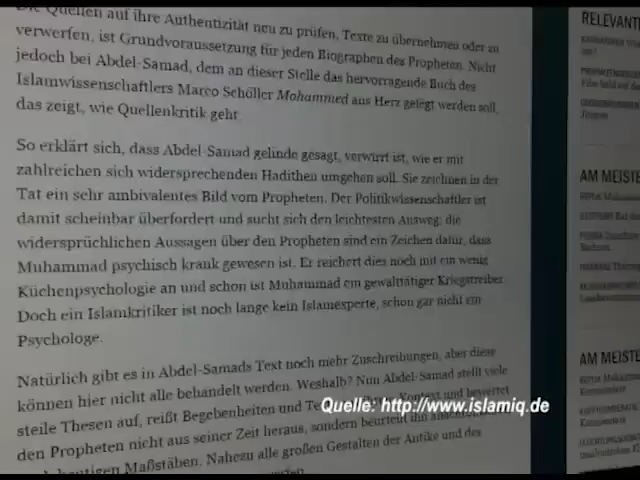 Die Quellen auf ihre Authentizität neu zu prüfen, Texte zu übernehmen oder zu
verwerfen, ist Grundvoraussetzung für jeden Biographen des Propheten. Nicht
jedoch bei Abdel-Samad, dem an dieser Stelle das hervorragende Buch des
Islamwissenschaftlers Marco Schöller Mohammed ans Herz gelegt werden soll,
das zeigt, wie Quellenkritik geht.
So erklärt sich, dass Abdel-Samad gelinde gesagt, verwirrt ist, wie er mit
zahlreichen sich widersprechenden Hadithen umgehen soll. Sie zeichnen in der
Tat ein sehr ambivalentes Bild vom Propheten. Der Politikwissenschaftler ist
damit scheinbar überfordert und sucht sich den leichtesten Ausweg: die
widersprüchlichen Aussagen über den Propheten sind ein Zeichen dafür, dass
Muhammad psychisch krank gewesen ist. Er reichert dies noch mit ein wenig
Küchenpsychologie an und schon ist Muhammad ein gewalttätiger Kriegstreiber.
Doch ein Islamkritiker ist noch lange kein Islamexperte, schon gar nicht ein
Psychologe.
Natürlich gibt es in Abdel-Samads Text noch mehr Zuschreibungen, aber diese
können hier nicht alle behandelt werden. Weshalb? Nun Abdel-Samad stellt viele
steile Thesen auf, reißt Begebenheiten und Kontext und bewertet
den Propheten nicht aus seiner Zeit heraus, sondern beurteilt ihn
heutigen Maßstäben. Nahezu alle großen Gestalten der Antike und des
Quelle: http://www.islamiq.de
RELEVANT
AM MEISTE
AM MEISTE